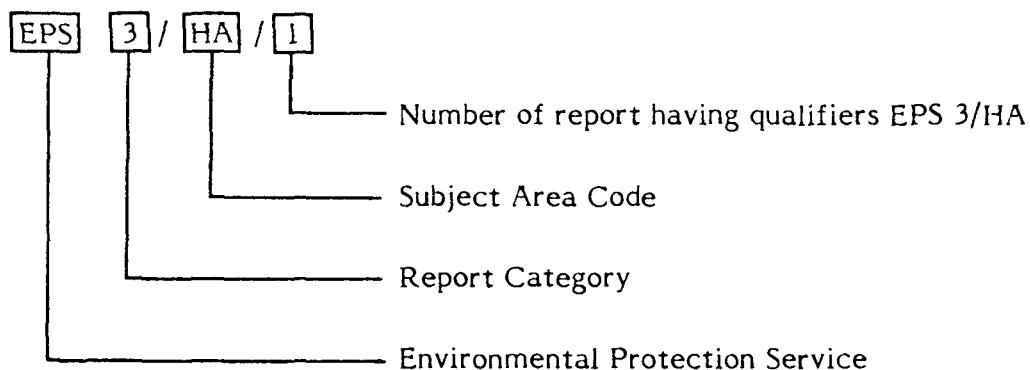 EPS 3 / HA / 1
Number of report having qualifiers EPS 3/HA
Subject Area Code
Report Category
Environmental Protection Service